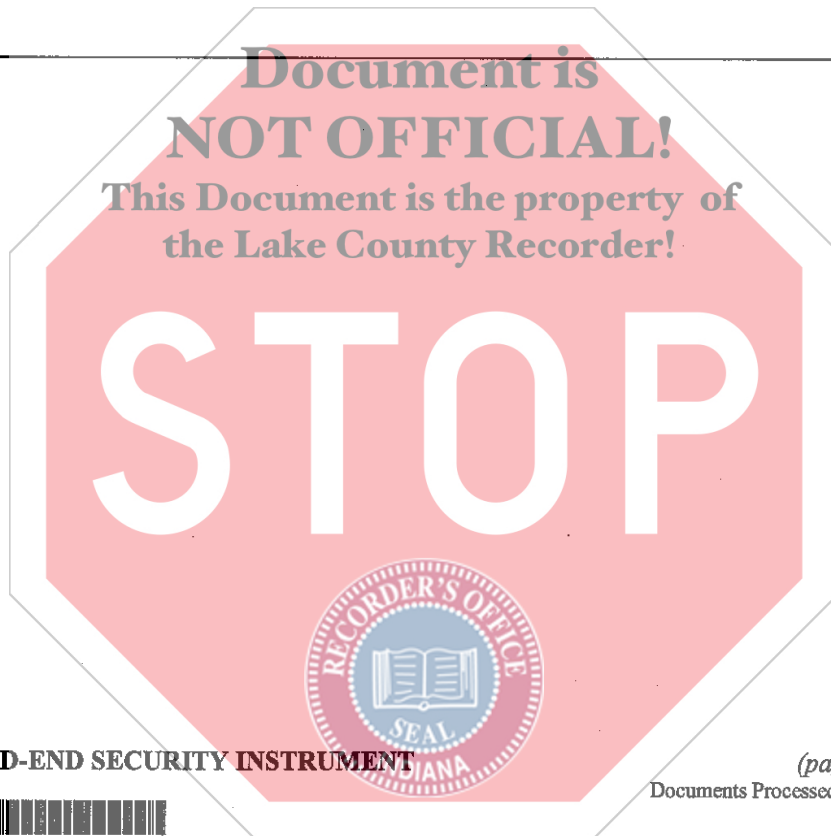 Document is
NOT OFFICIAL!
This Document is the property of
the Lake County Recorder!
STOP
RECORDER'S OFFICE
SEAL
INDIANA
D-END SECURITY INSTRUMENT
(pa
Documents Processed